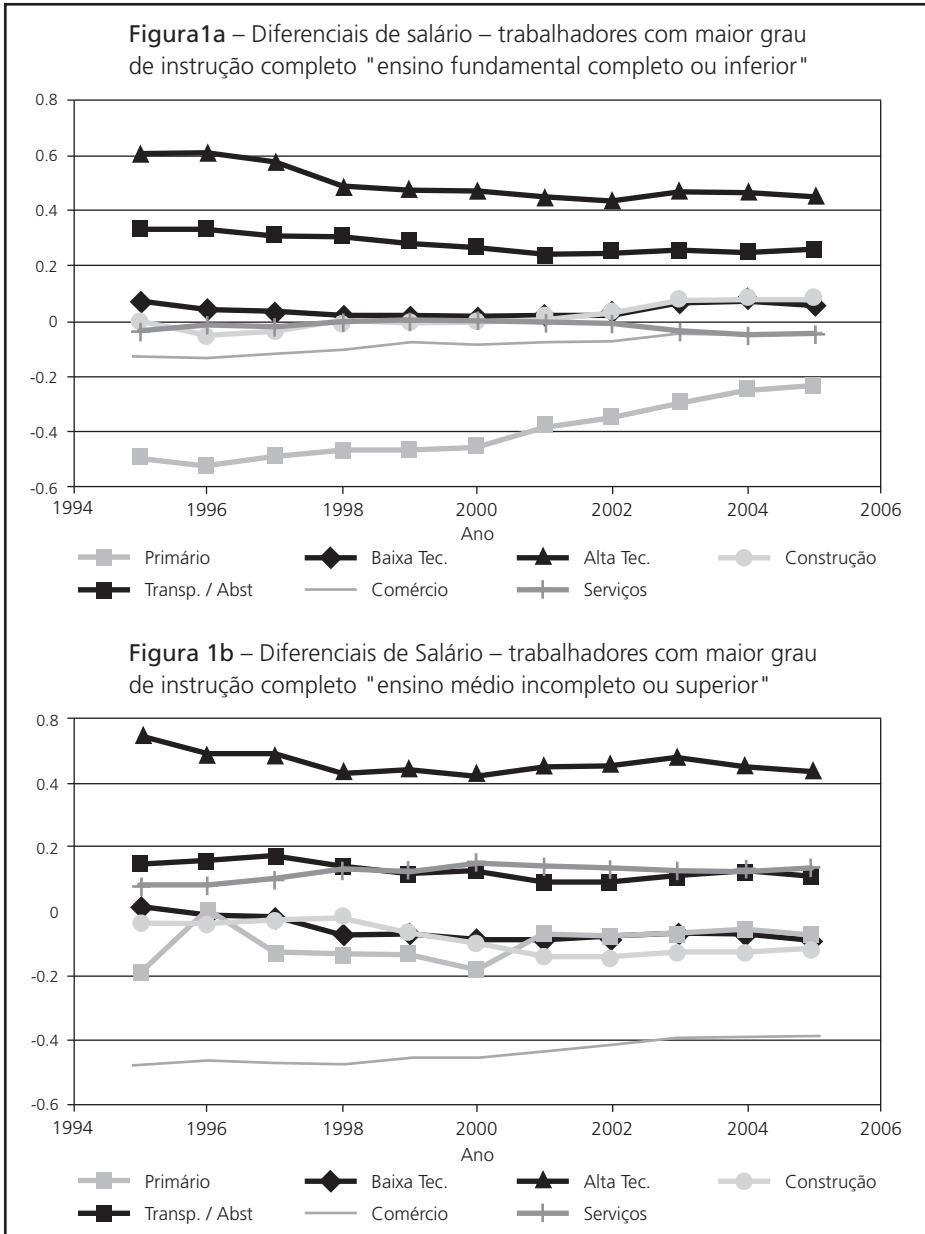 Figura1a – Diferenciais de salário – trabalhadores com maior grau
de instrução completo "ensino fundamental completo ou inferior"
0.8
0.6
0.4
0.2
0
-0.2
-0.4
-0.6
1994 1996 1998 2000 2002 2004 2006
Ano
Primário Baixa Tec. Alta Tec. Construção
Transp. / Abst Comércio Serviços
Figura 1b – Diferenciais de Salário – trabalhadores com maior grau
de instrução completo "ensino médio incompleto ou superior"
0.8
0.4
0.2
0
-0.2
-0.4
-0.6
1994 1996 1998 2000 2002 2004 2006
Ano
Primário Baixa Tec. Alta Tec. Construção
Transp. / Abst Comércio Serviços